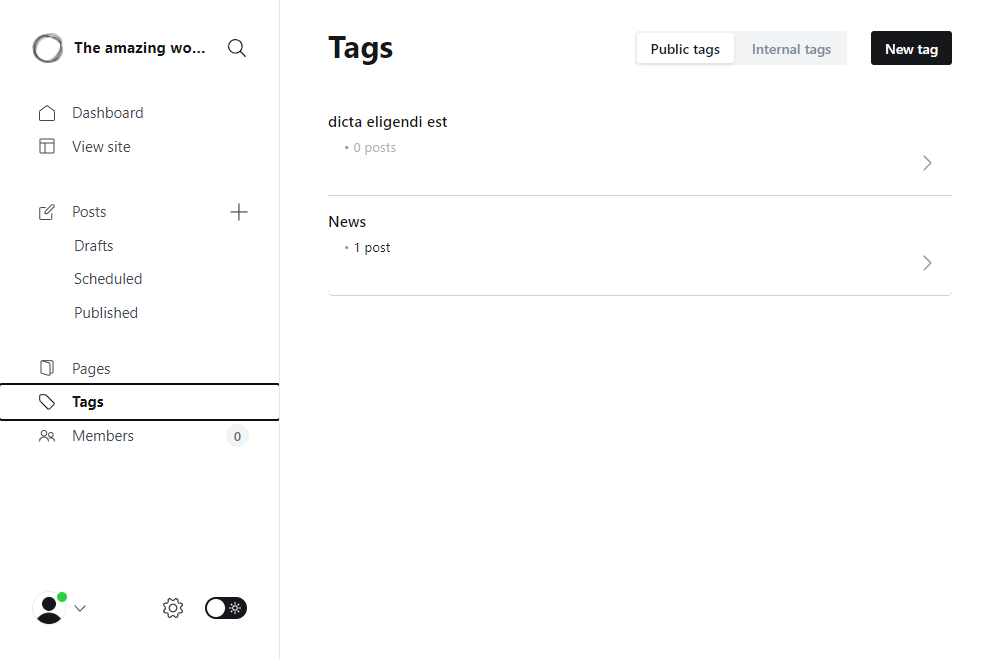 The amazing wo...
Dashboard
View site
Posts
Drafts
Scheduled
Published
Pages
Tags
Members
0
Tags
Public tags
Internal tags
New tag
dicta eligendi est
• 0 posts
News
• 1 post